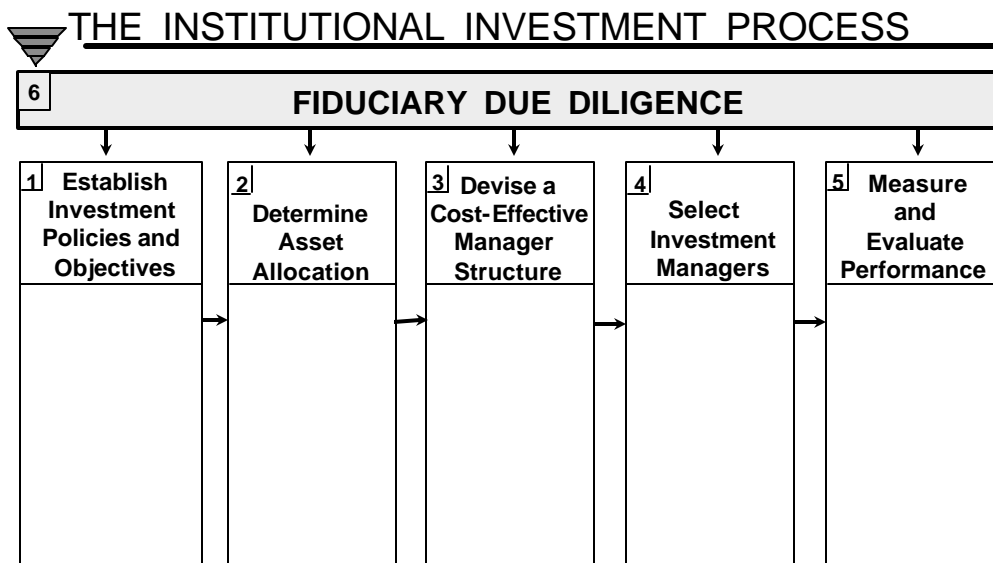 THE INSTITUTIONAL INVESTMENT PROCESS
6
FIDUCIARY DUE DILIGENCE
1
Establish
Investment
Policies and
Objectives
2
Determine
Asset
Allocation
3
Devise a
Cost-Effective
Manager
Structure
4
Select
Investment
Managers
5
Measure
and
Evaluate
Performance